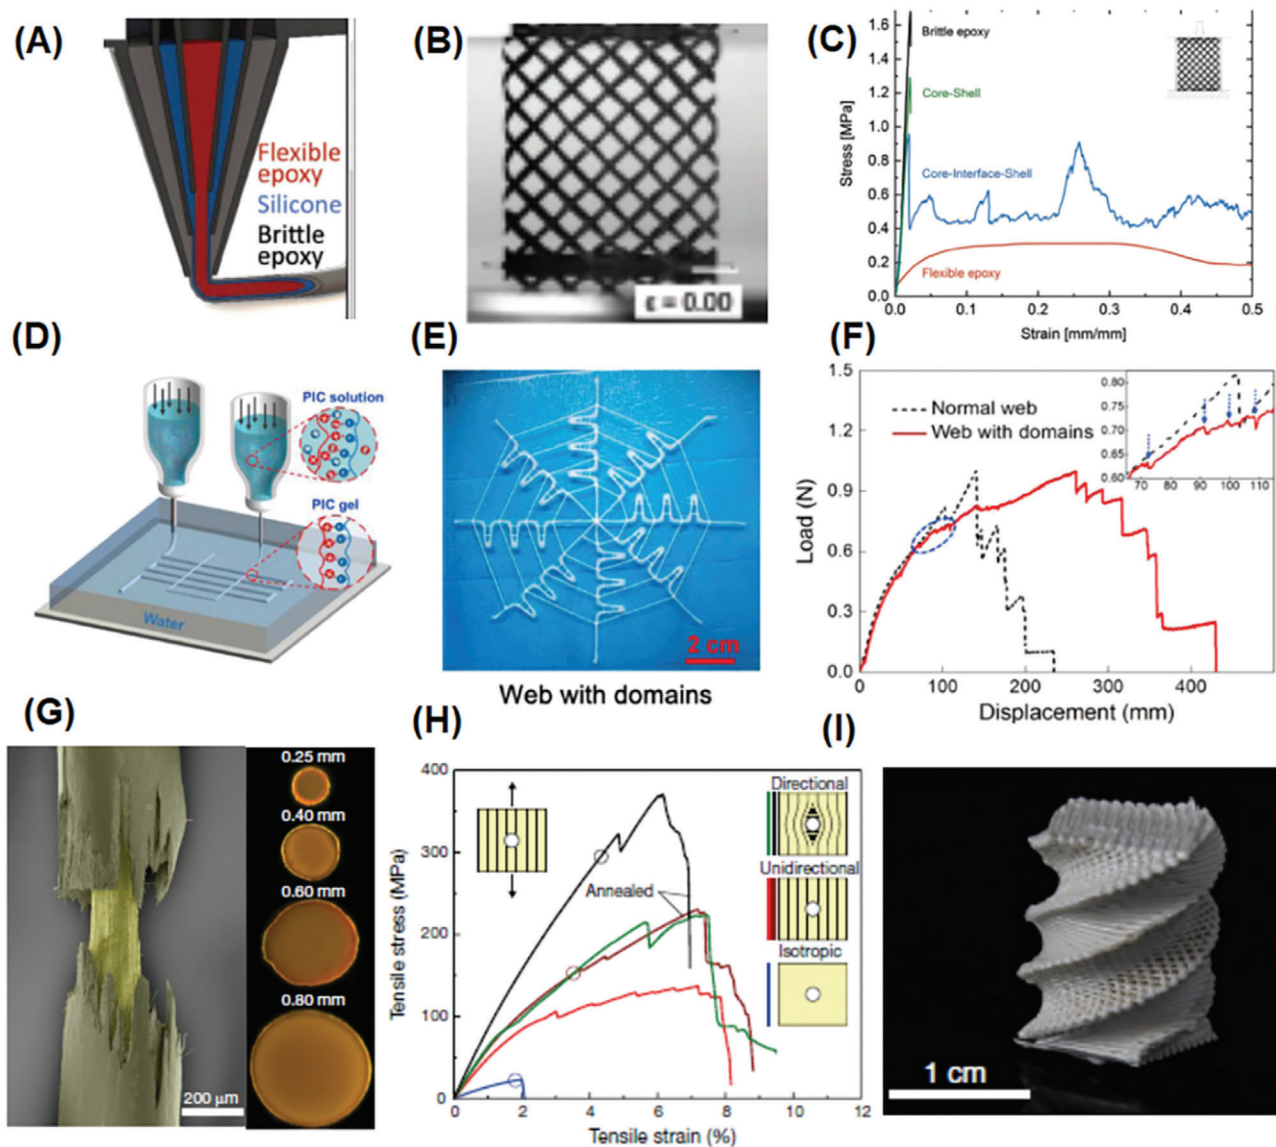 (A)
Flexible
epoxy
Silicone
Brittle
epoxy
(B)
ε = 0.00
(C)
1.6
1.4
1.2
1.0
0.8
0.6
0.4
0.2
0.0
Stress [MPa]
Brittle epoxy
Core-Shell
Core-Interface-Shell
Flexible epoxy
0.0 0.1 0.2 0.3 0.4 0.5
Strain [mm/mm]
(D)
PIC solution
PIC gel
Water
(E)
2 cm
Web with domains
(F)
1.5
1.2
0.9
0.6
0.3
0.0
Load (N)
Normal web
Web with domains
0.80
0.75
0.70
0.65
0.60
70 80 90 100 110
0 100 200 300 400
Displacement (mm)
(G)
200 μm
0.25 mm
0.40 mm
0.60 mm
0.80 mm
(H)
400
300
200
100
0
Tensile stress (MPa)
Annealed
Directional
Unidirectional
Isotropic
0 2 4 6 8 10 12
Tensile strain (%)
(I)
1 cm